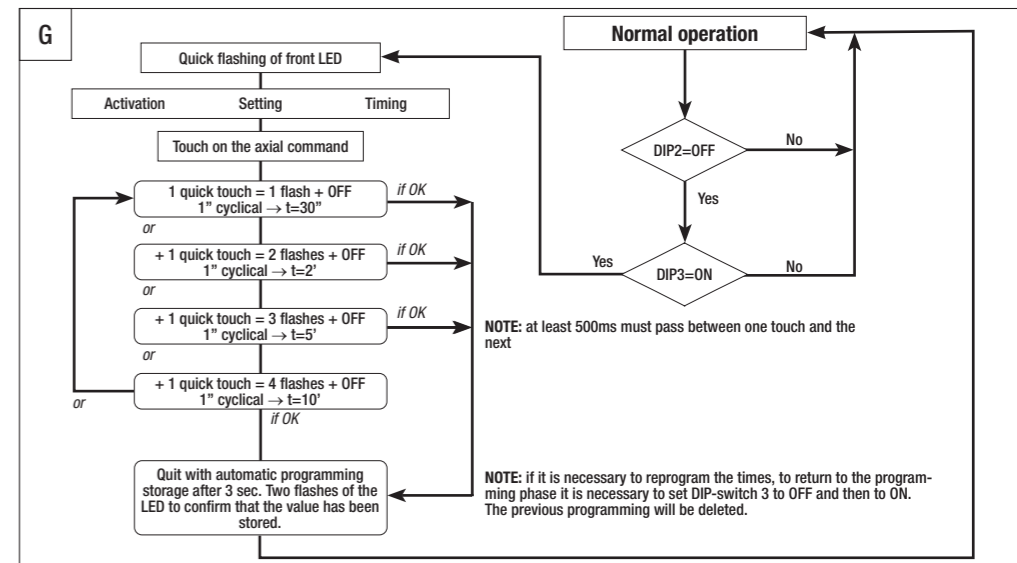 G
Quick flashing of front LED
Activation Setting Timing
Touch on the axial command
1 quick touch = 1 flash + OFF
1” cyclical → t=30”
if OK
or
+ 1 quick touch = 2 flashes + OFF
1” cyclical → t=2’
if OK
or
+ 1 quick touch = 3 flashes + OFF
1” cyclical → t=5’
if OK
or
+ 1 quick touch = 4 flashes + OFF
1” cyclical → t=10’
or
if OK
Quit with automatic programming
storage after 3 sec. Two flashes of the
LED to confirm that the value has been
stored.
Normal operation
DIP2=OFF
No
Yes
DIP3=ON
Yes
No
NOTE: at least 500ms must pass between one touch and the
next
NOTE: if it is necessary to reprogram the times, to return to the program-
ming phase it is necessary to set DIP-switch 3 to OFF and then to ON.
The previous programming will be deleted.